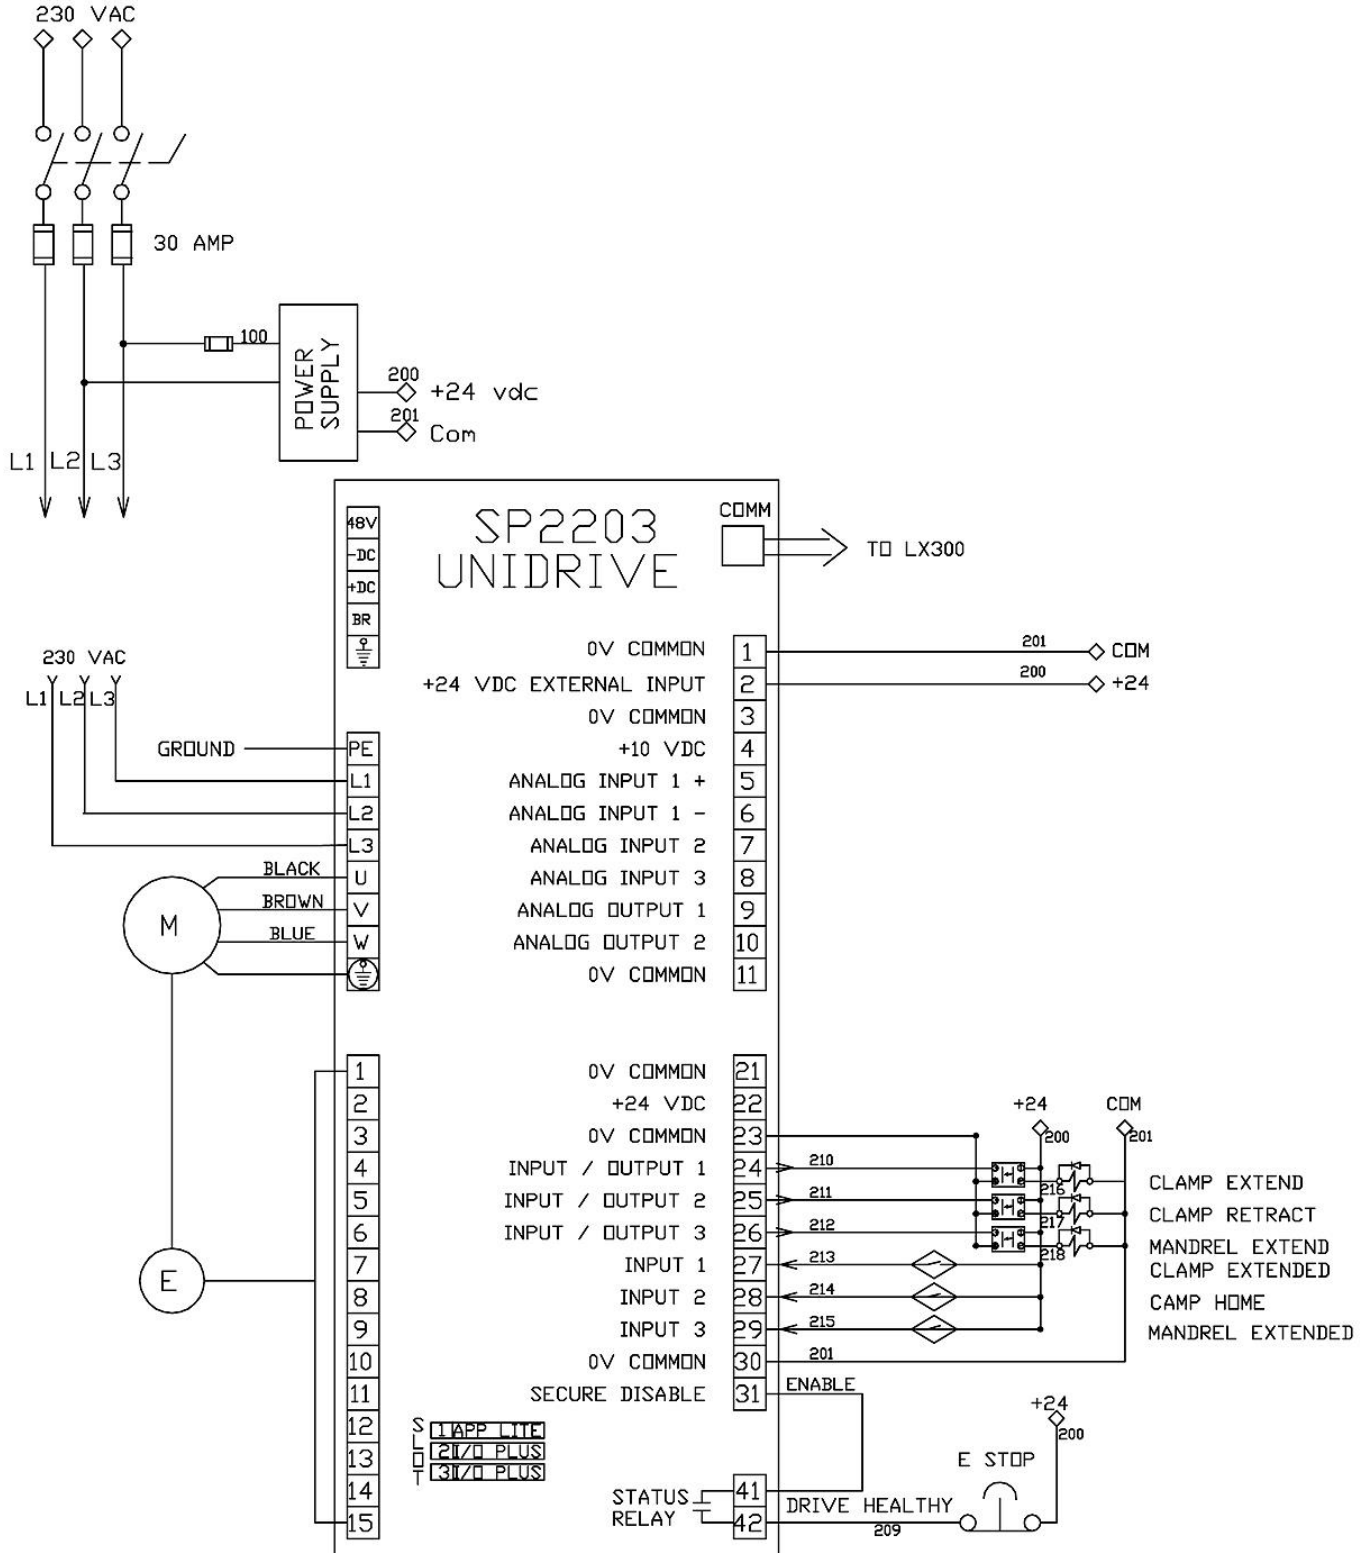 230 VAC
30 AMP
100
POWER SUPPLY
200
+24 vdc
201
Com
L1 L2 L3
SP2203
UNIDRIVE
COMM
TO LX300
48V
-DC
+DC
BR
230 VAC
L1 L2 L3
GROUND PE
L1
L2
L3
BLACK U
BROWN V
BLUE W
M
E
0V COMMON 1 201 COM
+24 VDC EXTERNAL INPUT 2 200 +24
0V COMMON 3
+10 VDC 4
ANALOG INPUT 1 + 5
ANALOG INPUT 1 - 6
ANALOG INPUT 2 7
ANALOG INPUT 3 8
ANALOG OUTPUT 1 9
ANALOG OUTPUT 2 10
0V COMMON 11
1
2
3
4
5
6
7
8
9
10
11
12
13
14
15
+24 COM
200 201
0V COMMON 21
+24 VDC 22
0V COMMON 23
INPUT / OUTPUT 1 24 210 216 CLAMP EXTEND
INPUT / OUTPUT 2 25 211 217 CLAMP RETRACT
INPUT / OUTPUT 3 26 212 218 MANDREL EXTEND
INPUT 1 27 213 CLAMP EXTENDED
INPUT 2 28 214 CAMP HOME
INPUT 3 29 215 MANDREL EXTENDED
0V COMMON 30 201
SECURE DISABLE 31 ENABLE
SLOT
1 APP LITE
2 I/O PLUS
3 I/O PLUS
+24
200
E STOP
STATUS RELAY
41
42 DRIVE HEALTHY
209